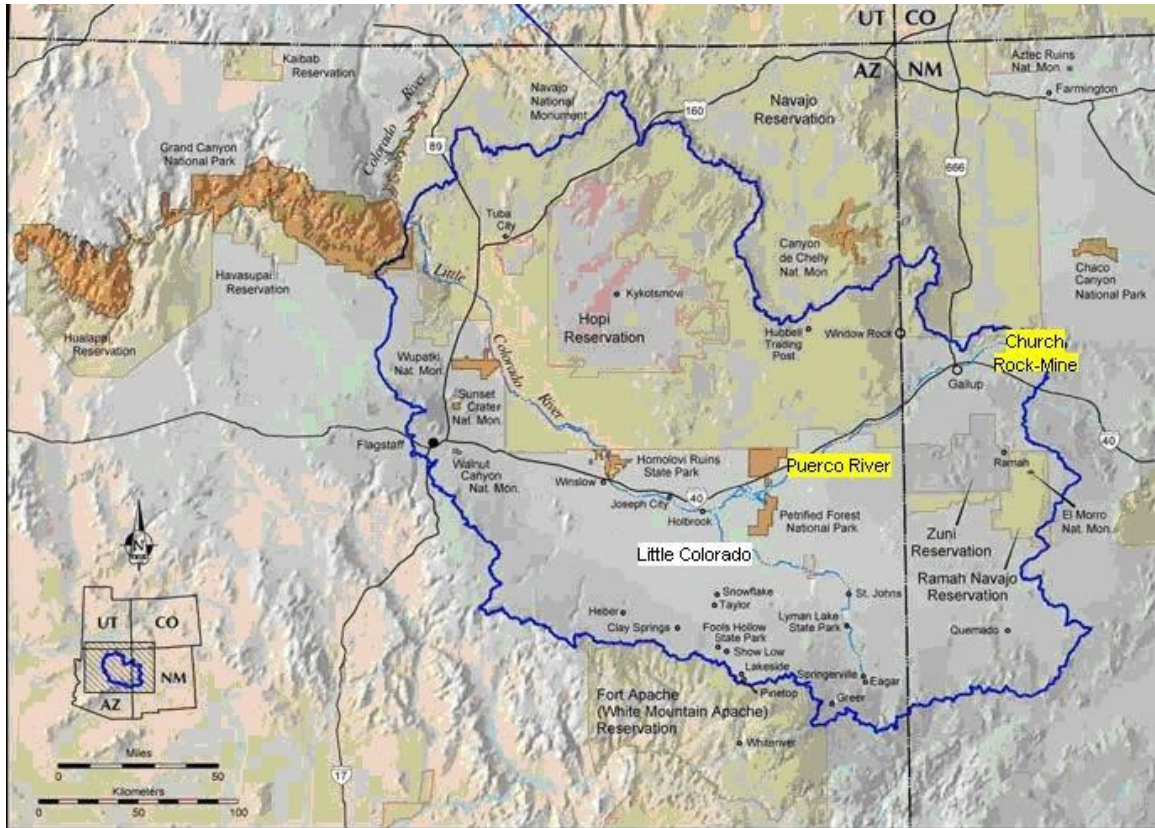 UT
CO
AZ
NM
Aztec Ruins
Nat. Mon.
Farmington
Kaibab
Reservation
Colorado
River
Navajo
National
Monument
160
Navajo
Reservation
89
666
Grand Canyon
National Park
Tuba
City
Canyon
de Chelly
Nat. Mon.
Chaco
Canyon
National Park
Havasupai
Reservation
Little
Colorado
River
Kykotsmovi
Hopi
Reservation
Hualappi
Reservation
Hubbell
Trading
Post
Window Rock
Church
Rock-Mine
Gallup
Wupatki
Nat. Mon.
Sunset
Crater
Nat. Mon.
Flagstaff
Walnut
Canyon
Nat. Mon.
Homolovi Ruins
State Park
Winslow
Joseph City
40
Holbrook
Puerco River
Petrified Forest
National Park
40
Ramah
El Morro
Nat. Mon.
Zuni
Reservation
Ramah Navajo
Reservation
Little Colorado
Snowflake
Taylor
Heber
Clay Springs
Fools Hollow
State Park
Show Low
Lakeside
Pinetop
St. Johns
Lyman Lake
State Park
Springerville
Eagar
Greer
Quemado
Fort Apache
(White Mountain Apache)
Reservation
Whiteriver
17
N
UT
CO
AZ
NM
Miles
0
50
Kilometers
0
50
100